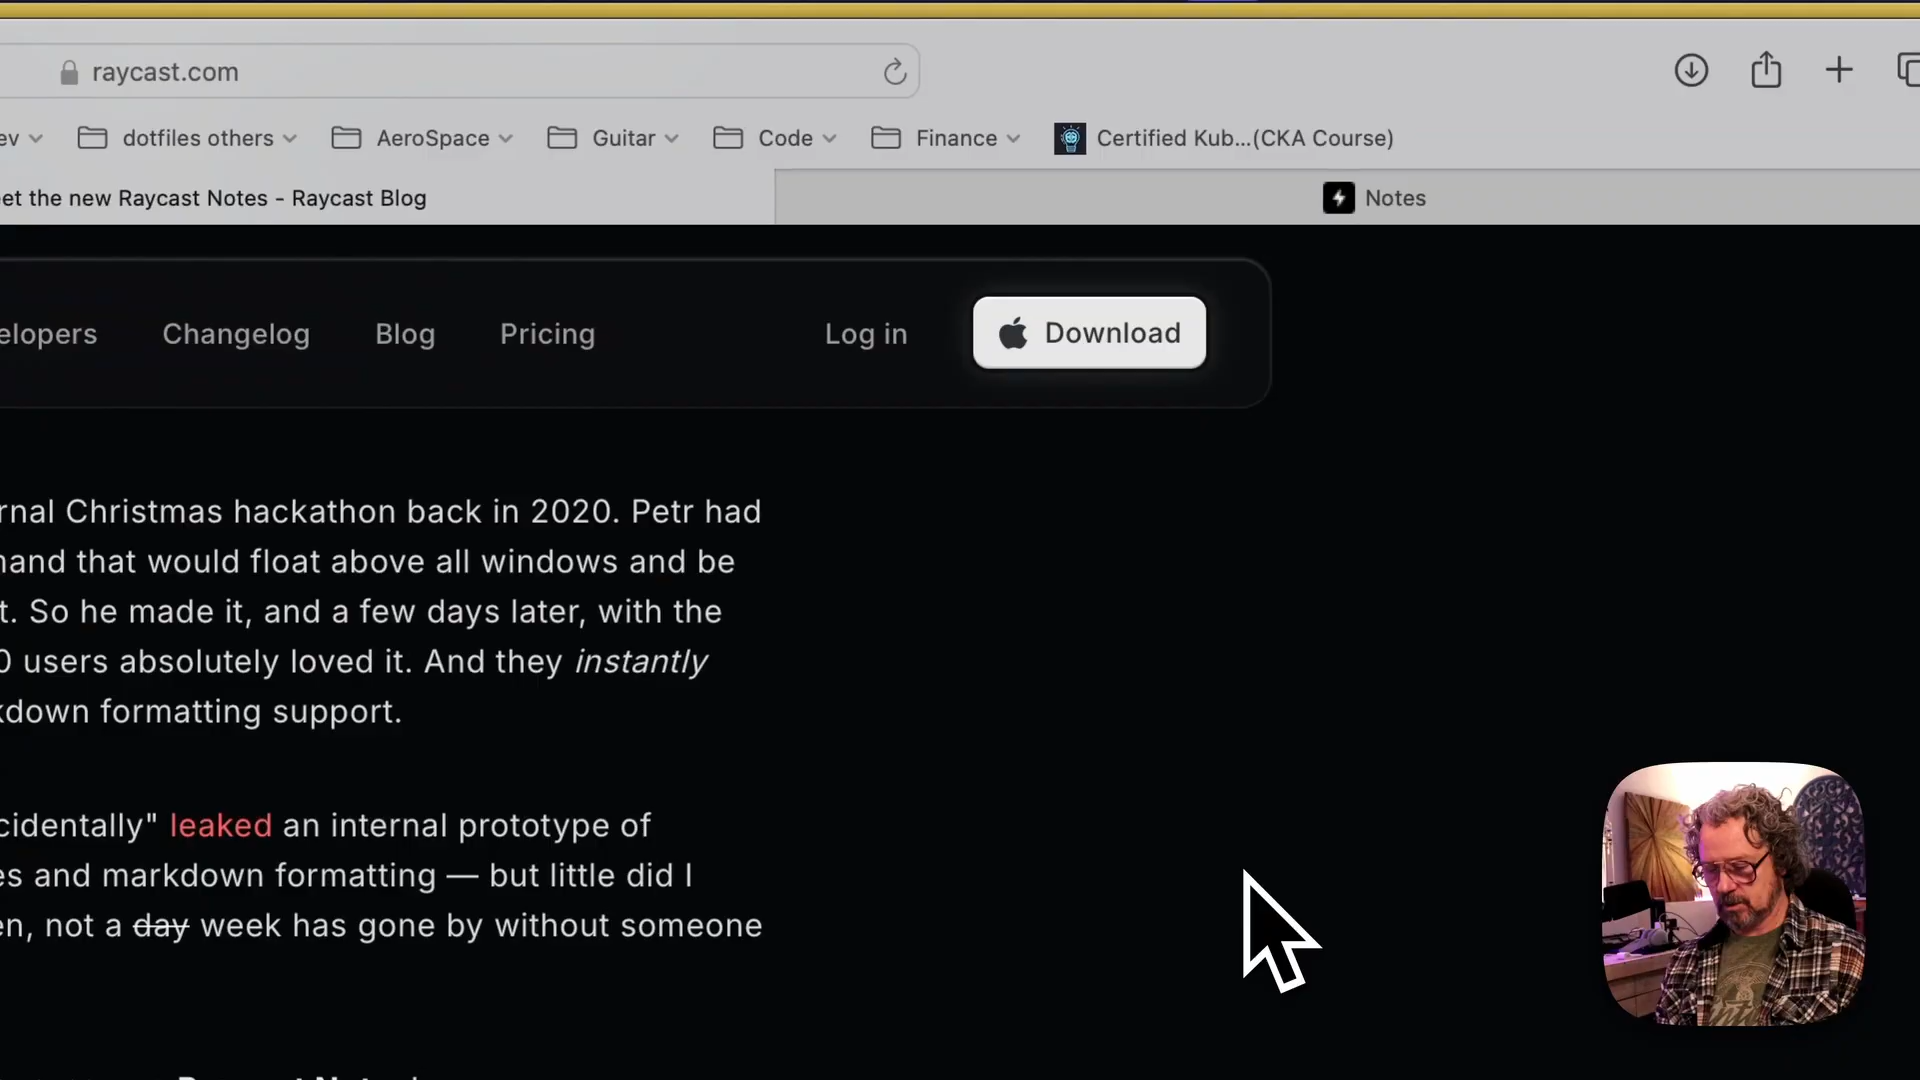 raycast.com
ev dotfiles others AeroSpace Guitar Code Finance Certified Kub...(CKA Course)
et the new Raycast Notes - Raycast Blog Notes
elopers Changelog Blog Pricing Log in Download
rnal Christmas hackathon back in 2020. Petr had
nand that would float above all windows and be
t. So he made it, and a few days later, with the
0 users absolutely loved it. And they instantly
kdown formatting support.
cidentally" leaked an internal prototype of
es and markdown formatting — but little did I
en, not a day week has gone by without someone